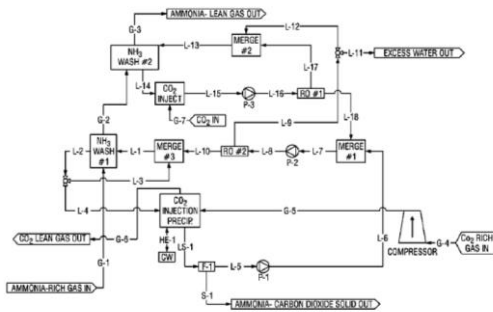 G-3
AMMONIA- LEAN GAS OUT
L-12
L-13
MERGE #2
NH3 WASH #2
L-11
EXCESS WATER OUT
L-17
L-14
CO2 INJECT
L-15
P-3
L-16
RO #1
G-2
G-7
CO2 IN
L-9
L-18
NH3 WASH #1
L-2
L-1
MERGE #3
L-10
RO #2
L-8
P-2
L-7
MERGE #1
L-3
L-4
CO2 INJECTION PRECIP.
G-5
L-6
CO2 LEAN GAS OUT
G-6
HE-1
LS-1
CO2 RICH GAS IN
G-4
COMPRESSOR
G-1
CW
F-1
L-5
P-1
AMMONIA-RICH GAS IN
S-1
AMMONIA- CARBON DIOXIDE SOLID OUT